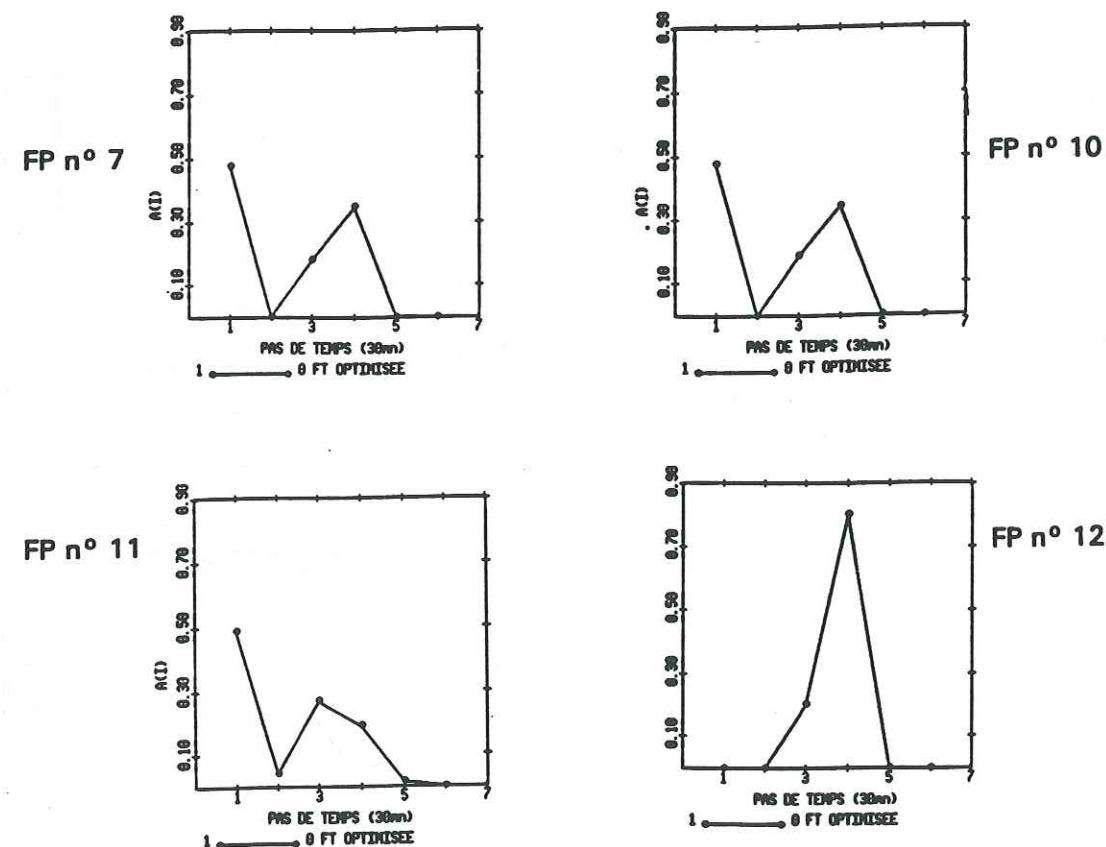 FP nº 7
0.90
0.70
0.50
0.30
0.10
A(I)
1 3 5 7
PAS DE TEMPS (30mn)
1 0 FT OPTIMISEE
FP nº 10
0.90
0.70
0.50
0.30
0.10
A(I)
1 3 5 7
PAS DE TEMPS (30mn)
1 0 FT OPTIMISEE
FP nº 11
0.90
0.70
0.50
0.30
0.10
A(I)
1 3 5 7
PAS DE TEMPS (30mn)
1 0 FT OPTIMISEE
FP nº 12
0.90
0.70
0.50
0.30
0.10
1 3 5 7
PAS DE TEMPS (30mn)
1 0 FT OPTIMISEE